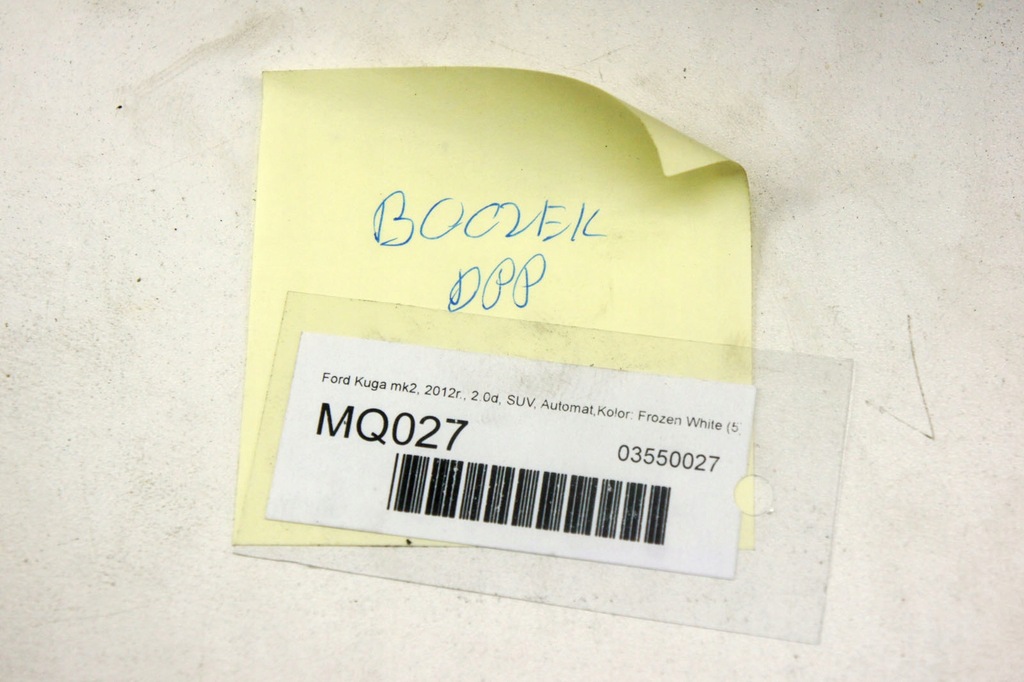 BOCZEK
DPP
Ford Kuga mk2, 2012r., 2.0d, SUV, Automat,Kolor: Frozen White (5
MQ027
03550027